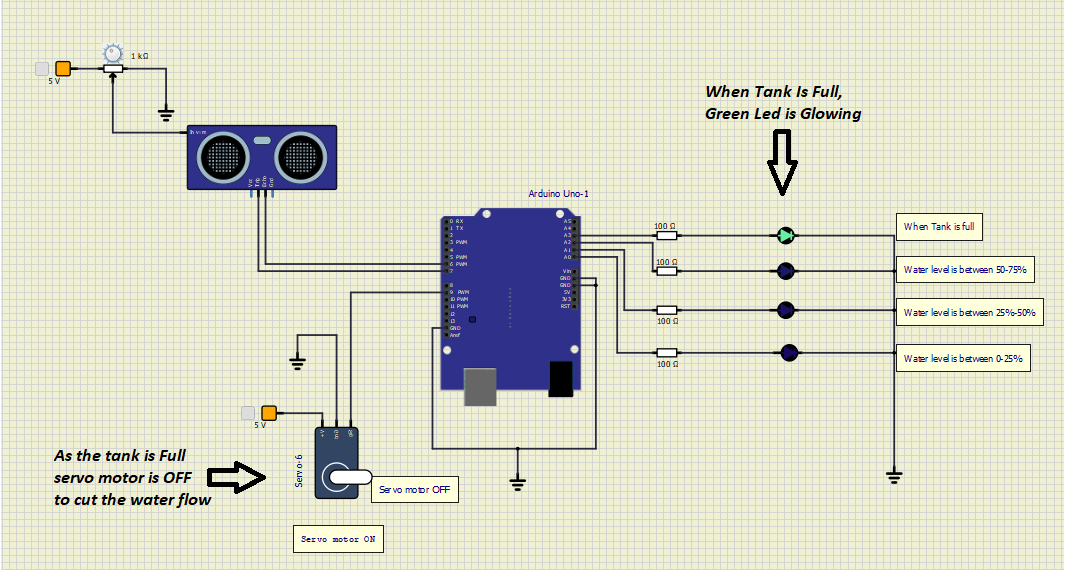 1 kΩ
5 V
When Tank Is Full,
Green Led is Glowing
In v i m
Vcc
Trig
Echo
Gnd
Arduino Uno-1
0 RX
1 TX
2
3 PWM
4
5 PWM
6 PWM
7
8
9 PWM
10 PWM
11 PWM
12
13
GND
Aref
A5
A4
A3
A2
A1
A0
Vin
GND
GND
5V
3V3
RST
100 Ω
100 Ω
100 Ω
100 Ω
When Tank is full
Water level is between 50-75%
Water level is between 25%-50%
Water level is between 0-25%
5 V
Servo-6
As the tank is Full
servo motor is OFF
to cut the water flow
Servo motor OFF
Servo motor ON